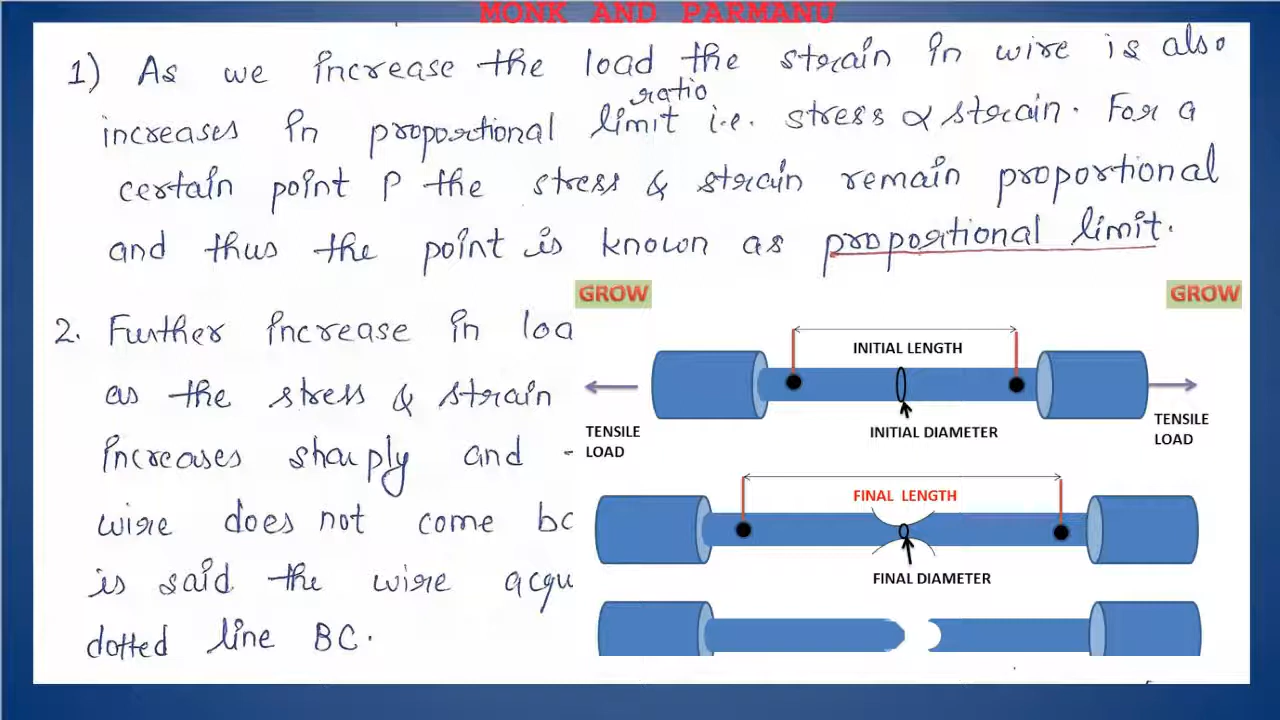 MONK AND PARMANU
1) As we increase the load the strain in wire is also
ratio
increases in proportional limit i.e. stress ∝ strain. For a
certain point P the stress & strain remain proportional
and thus the point is known as proportional limit.
GROW
GROW
2. Further increase in loa
as the stress & strain
increases sharply and
wire does not come bc
is said the wire acqu
dotted line BC.
INITIAL LENGTH
INITIAL DIAMETER
TENSILE
LOAD
TENSILE
LOAD
FINAL LENGTH
FINAL DIAMETER